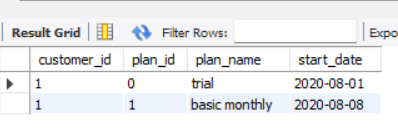 Result Grid Filter Rows: Expo
customer_id plan_id plan_name start_date
1 0 trial 2020-08-01
1 1 basic monthly 2020-08-08